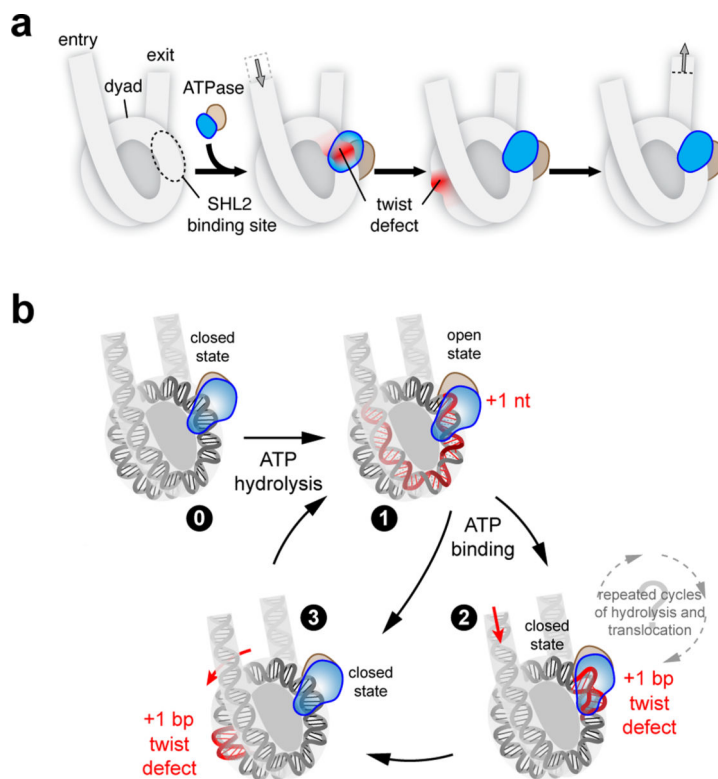 a
entry
exit
dyad
ATPase
SHL2
binding site
twist
defect
b
closed
state
open
state
+1 nt
ATP
hydrolysis
0
1
ATP
binding
3
closed
state
+1 bp
twist
defect
2
closed
state
?
repeated cycles
of hydrolysis and
translocation
+1 bp
twist
defect